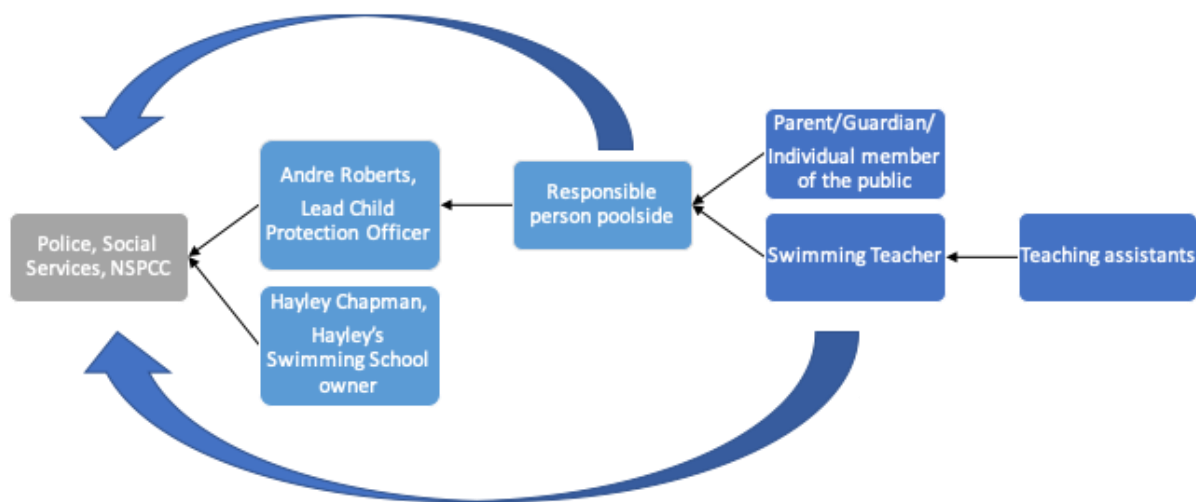 Police, Social
Services, NSPCC
Andre Roberts,
Lead Child
Protection Officer
Hayley Chapman,
Hayley’s
Swimming School
owner
Responsible
person poolside
Parent/Guardian/
Individual member
of the public
Swimming Teacher
Teaching assistants